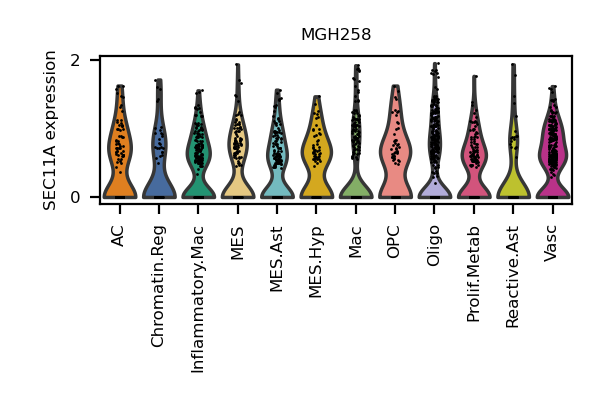 MGH258
SEC11A expression
2
0
AC
Chromatin.Reg
Inflammatory.Mac
MES
MES.Ast
MES.Hyp
Mac
OPC
Oligo
Prolif.Metab
Reactive.Ast
Vasc